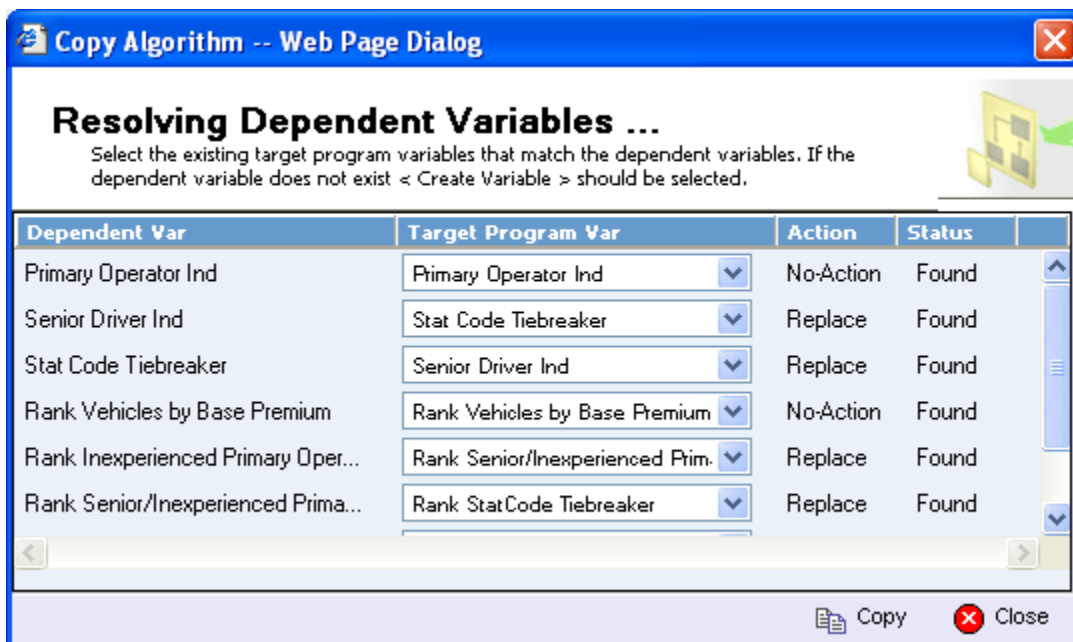 Copy Algorithm -- Web Page Dialog
Resolving Dependent Variables ...
Select the existing target program variables that match the dependent variables. If the
dependent variable does not exist < Create Variable > should be selected.
Dependent Var Target Program Var Action Status
Primary Operator Ind Primary Operator Ind No-Action Found
Senior Driver Ind Stat Code Tiebreaker Replace Found
Stat Code Tiebreaker Senior Driver Ind Replace Found
Rank Vehicles by Base Premium Rank Vehicles by Base Premium No-Action Found
Rank Inexperienced Primary Oper... Rank Senior/Inexperienced Prim Replace Found
Rank Senior/Inexperienced Prima... Rank StatCode Tiebreaker Replace Found
Copy Close